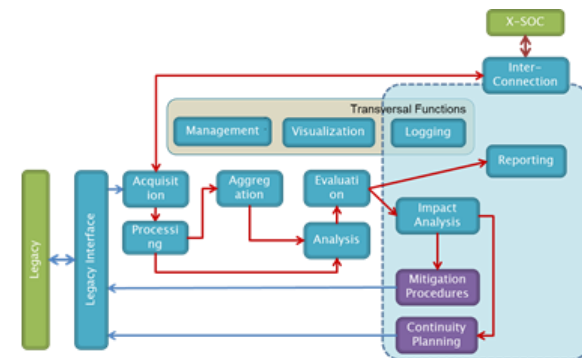 X-SOC
Inter-
Connection
Transversal Functions
Management
Visualization
Logging
Reporting
Acquisit
ion
Aggreg
ation
Evaluati
on
Impact
Analysis
Processi
ng
Analysis
Legacy
Legacy Interface
Mitigation
Procedures
Continuity
Planning